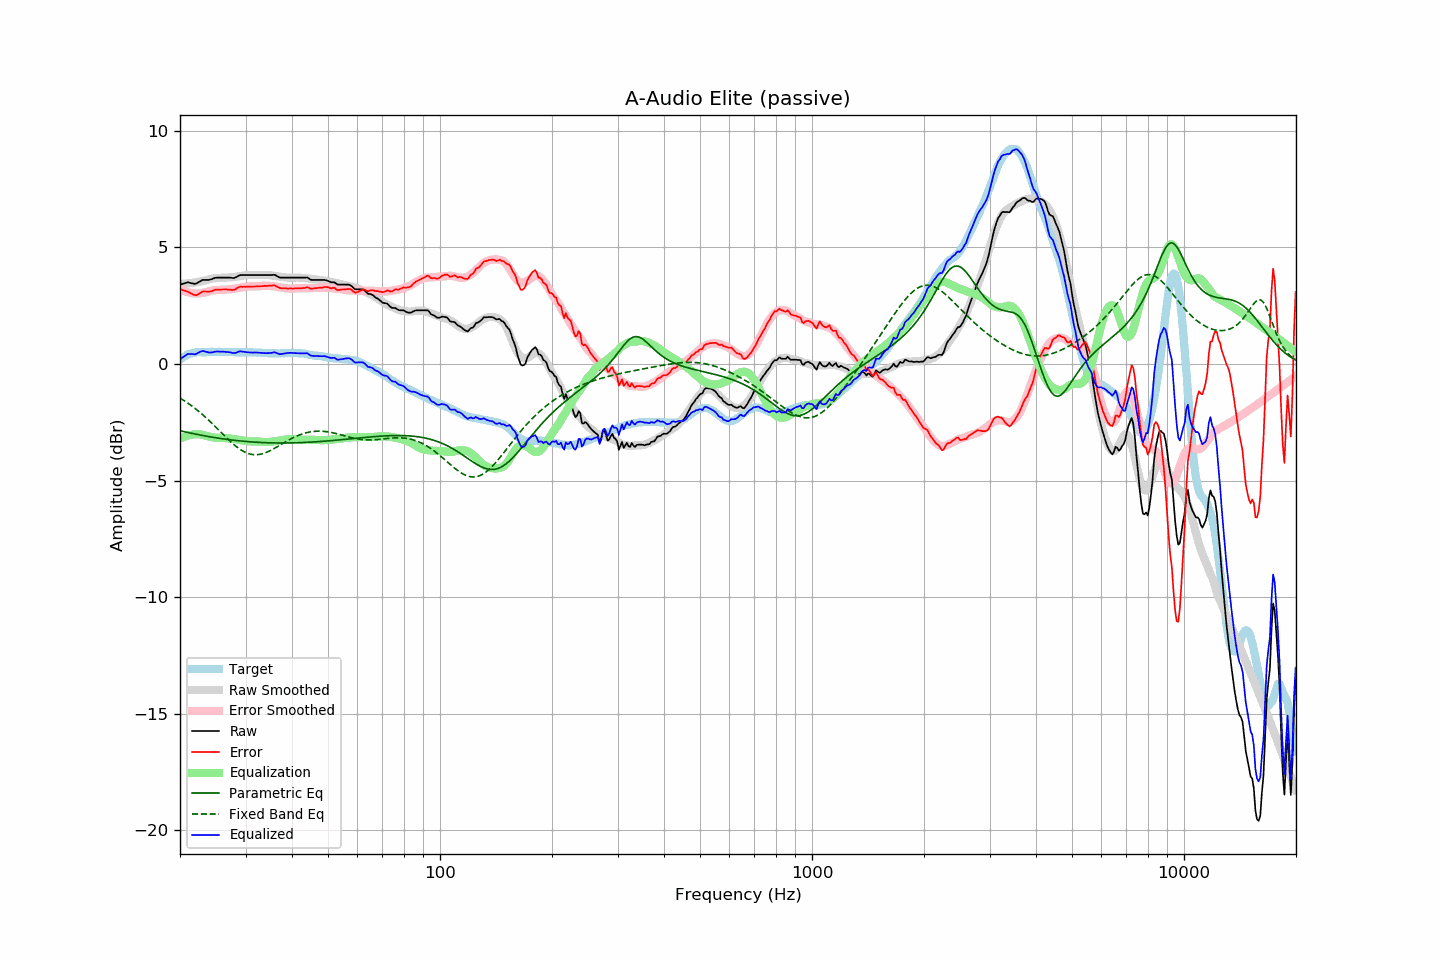 A-Audio Elite (passive)
10
5
0
−5
−10
−15
−20
Amplitude (dBr)
Target
Raw Smoothed
Error Smoothed
Raw
Error
Equalization
Parametric Eq
Fixed Band Eq
Equalized
100
1000
10000
Frequency (Hz)